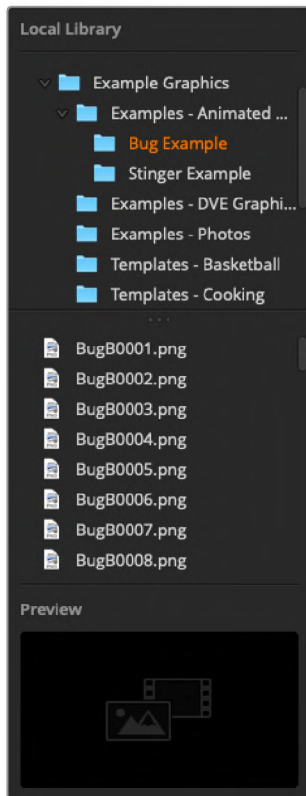 Local Library
Example Graphics
Examples - Animated ...
Bug Example
Stinger Example
Examples - DVE Graphi...
Examples - Photos
Templates - Basketball
Templates - Cooking
BugB0001.png
BugB0002.png
BugB0003.png
BugB0004.png
BugB0005.png
BugB0006.png
BugB0007.png
BugB0008.png
Preview